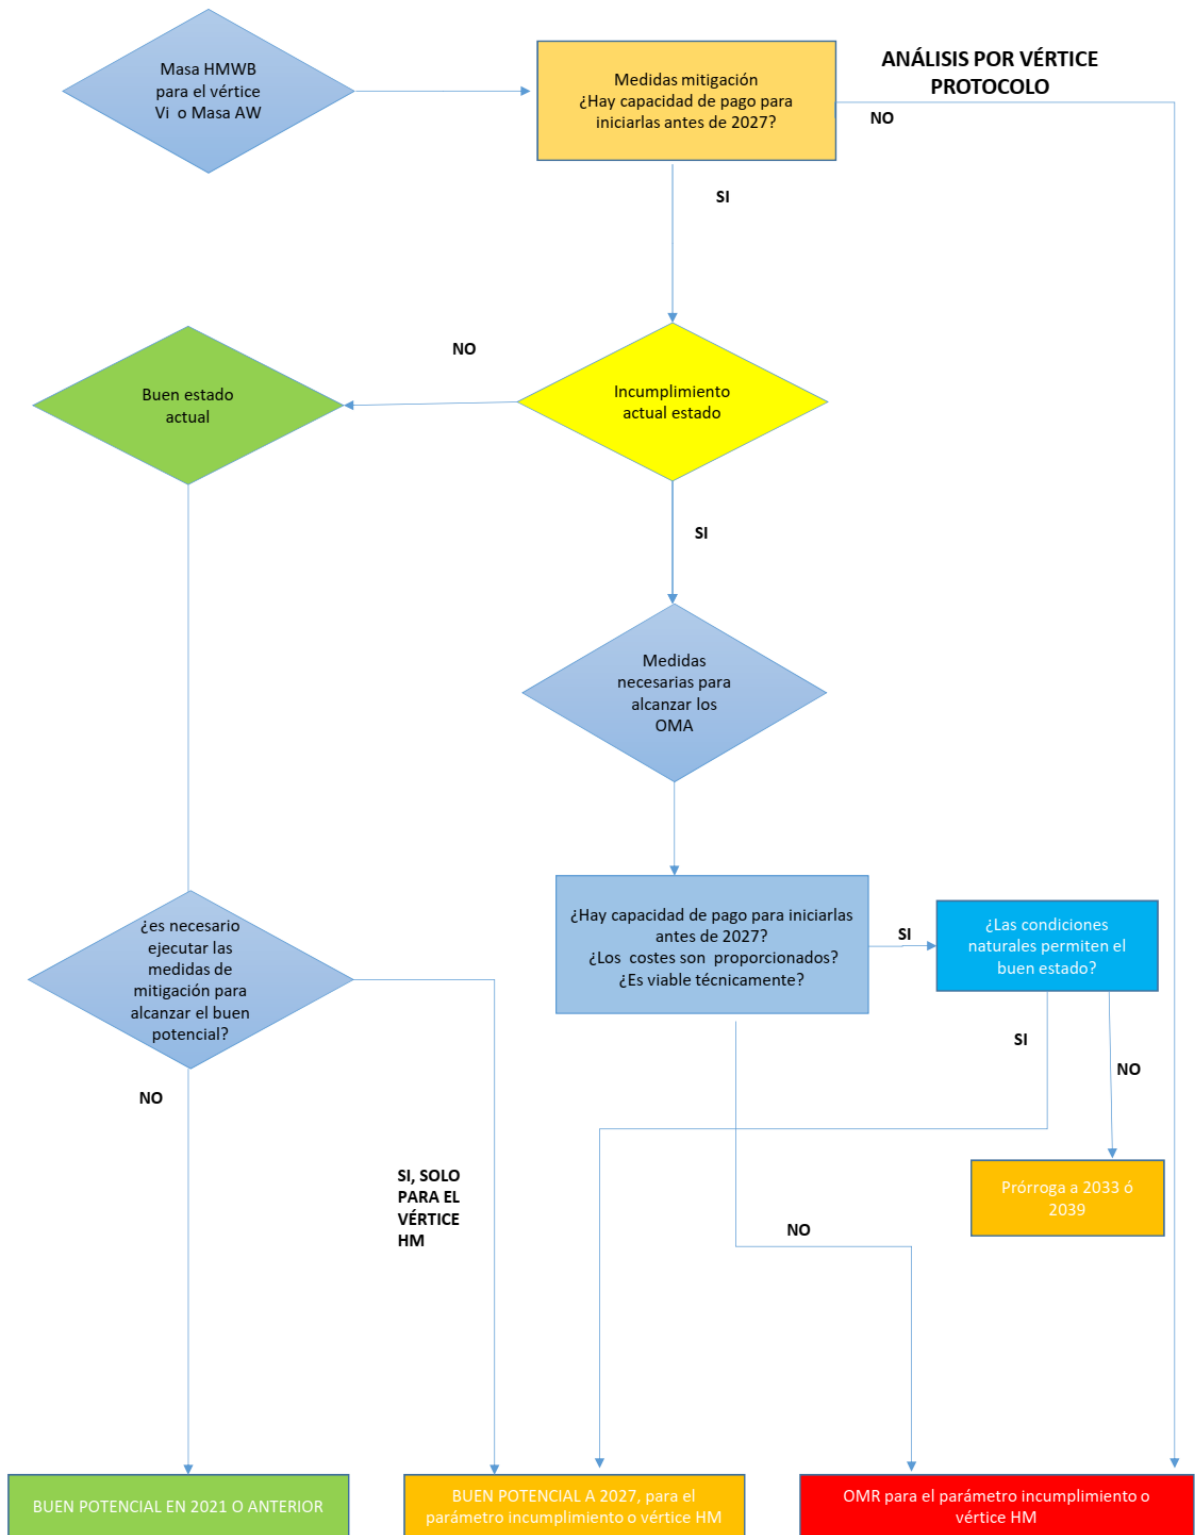 Masa HMWB
para el vértice
Vi o Masa AW
Medidas mitigación
¿Hay capacidad de pago para
iniciarlas antes de 2027?
ANÁLISIS POR VÉRTICE
PROTOCOLO
NO
SI
Buen estado
actual
NO
Incumplimiento
actual estado
SI
Medidas
necesarias para
alcanzar los
OMA
¿es necesario
ejecutar las
medidas de
mitigación para
alcanzar el buen
potencial?
¿Hay capacidad de pago para iniciarlas
antes de 2027?
¿Los costes son proporcionados?
¿Es viable técnicamente?
SI
¿Las condiciones
naturales permiten el
buen estado?
SI
NO
NO
SI, SOLO
PARA EL
VÉRTICE
HM
NO
Prórroga a 2033 ó
2039
BUEN POTENCIAL EN 2021 O ANTERIOR
BUEN POTENCIAL A 2027, para el
parámetro incumplimiento o vértice HM
OMR para el parámetro incumplimiento o
vértice HM